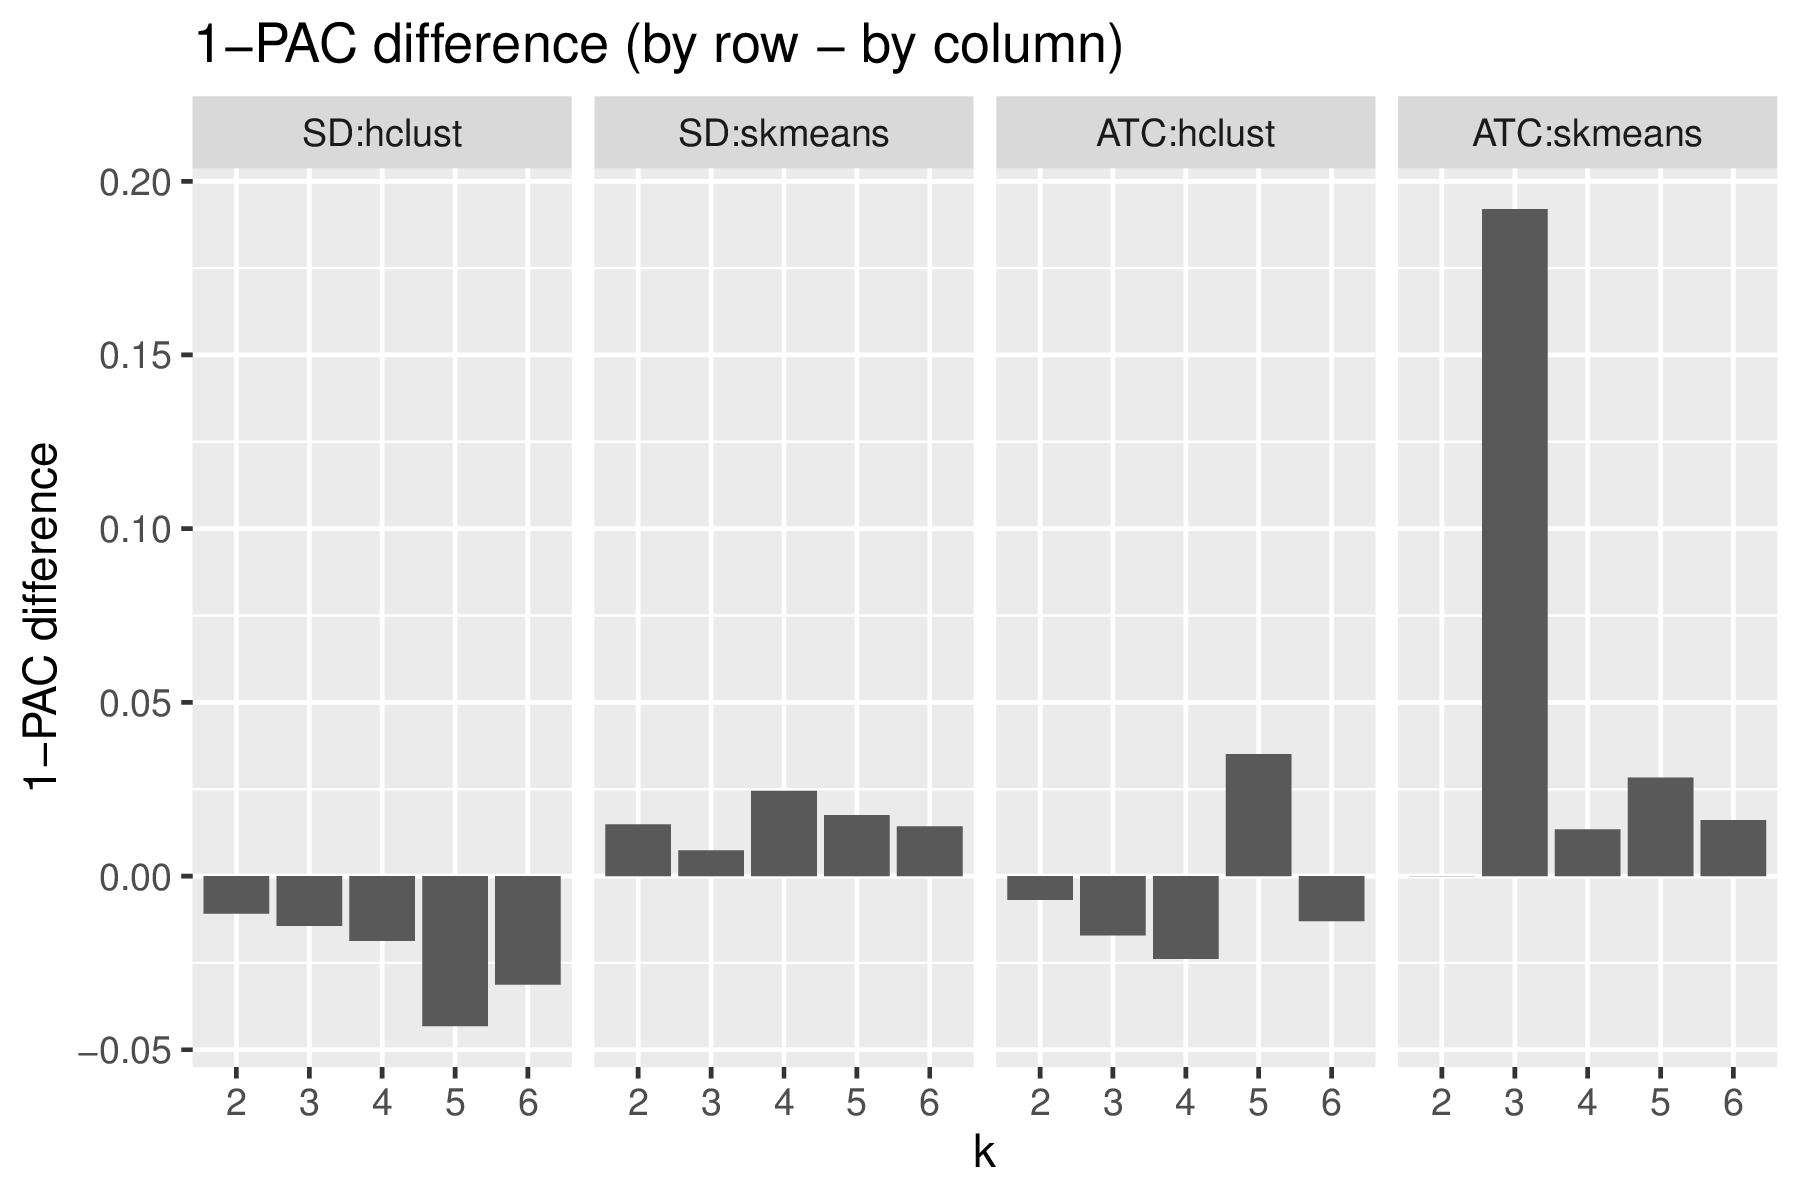 1−PAC difference (by row − by column)
SD:hclust SD:skmeans ATC:hclust ATC:skmeans
0.20
0.15
0.10
0.05
0.00
−0.05
1−PAC difference
2 3 4 5 6 2 3 4 5 6 2 3 4 5 6 2 3 4 5 6
k